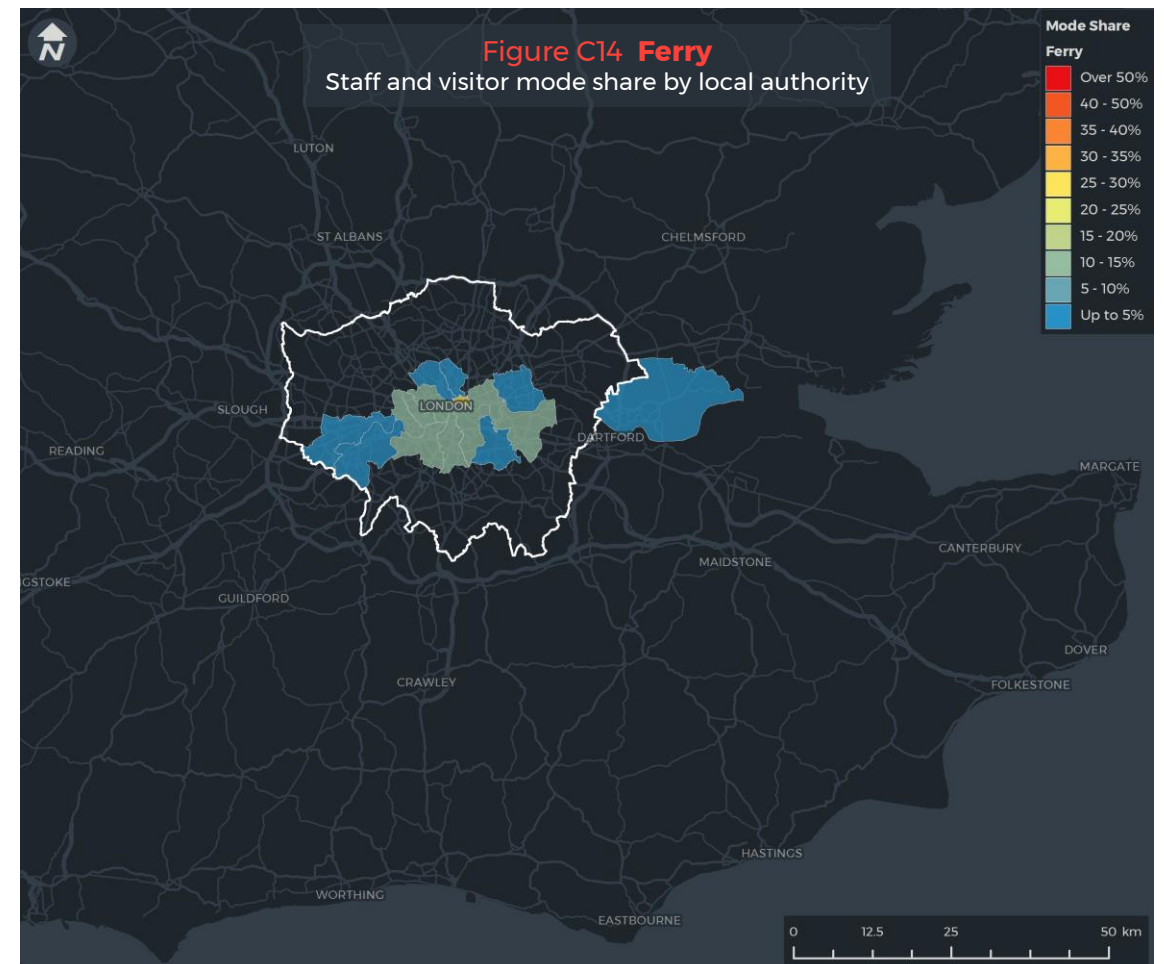 N
Figure C14 Ferry
Staff and visitor mode share by local authority
Mode Share
Ferry
Over 50%
40 - 50%
35 - 40%
30 - 35%
25 - 30%
20 - 25%
15 - 20%
10 - 15%
5 - 10%
Up to 5%
LUTON
ST ALBANS
CHELMSFORD
SLOUGH
LONDON
READING
DARTFORD
MARGATE
CANTERBURY
MAIDSTONE
GSTOKE
GUILDFORD
DOVER
CRAWLEY
FOLKESTONE
HASTINGS
WORTHING
EASTBOURNE
0 12.5 25 50 km